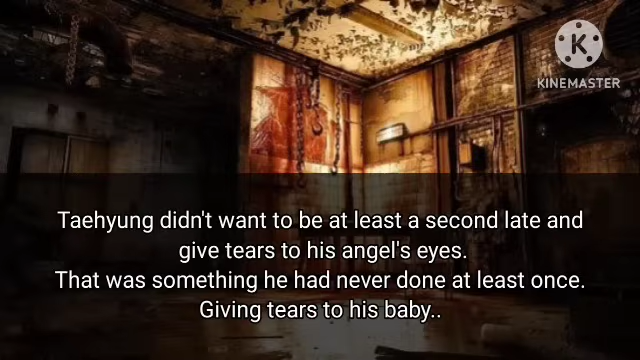 K
KINEMASTER
Taehyung didn't want to be at least a second late and
give tears to his angel's eyes.
That was something he had never done at least once.
Giving tears to his baby..